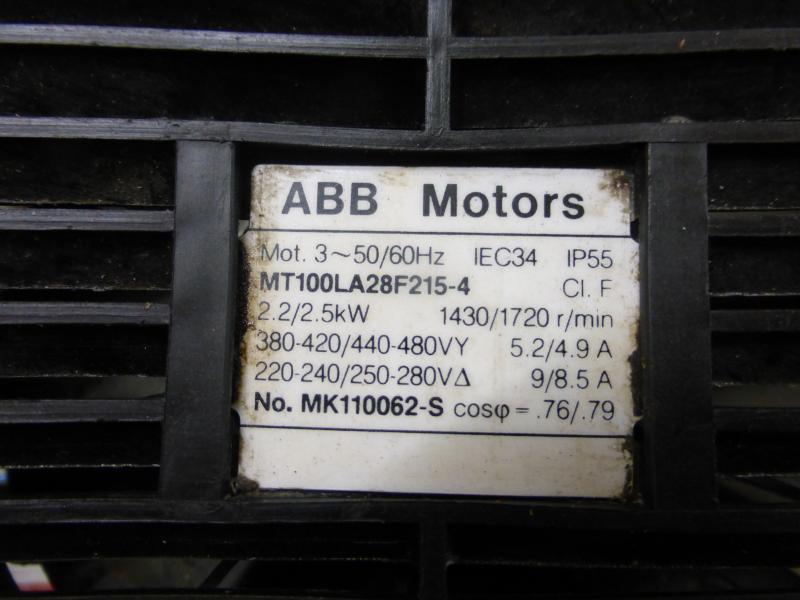 ABB Motors
Mot. 3~50/60Hz IEC34 IP55
MT100LA28F215-4 Cl. F
2.2/2.5kW 1430/1720 r/min
380-420/440-480VY 5.2/4.9 A
220-240/250-280VΔ 9/8.5 A
No. MK110062-S cosφ= .76/.79